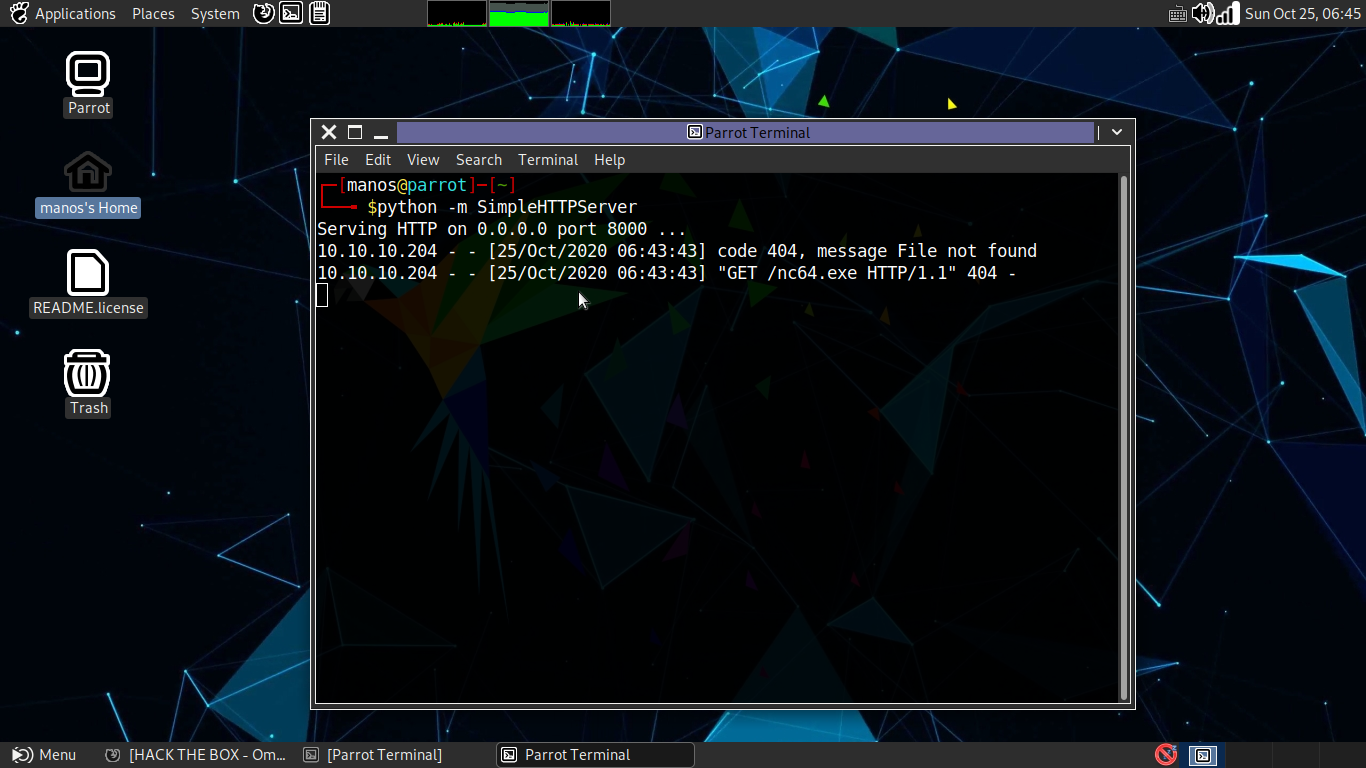 Applications Places System Sun Oct 25, 06:45
Parrot
manos's Home
README.license
Trash
Parrot Terminal
File Edit View Search Terminal Help
[manos@parrot]-[~]
$python -m SimpleHTTPServer
Serving HTTP on 0.0.0.0 port 8000 ...
10.10.10.204 - - [25/Oct/2020 06:43:43] code 404, message File not found
10.10.10.204 - - [25/Oct/2020 06:43:43] "GET /nc64.exe HTTP/1.1" 404 -
Menu [HACK THE BOX - Om... [Parrot Terminal] Parrot Terminal